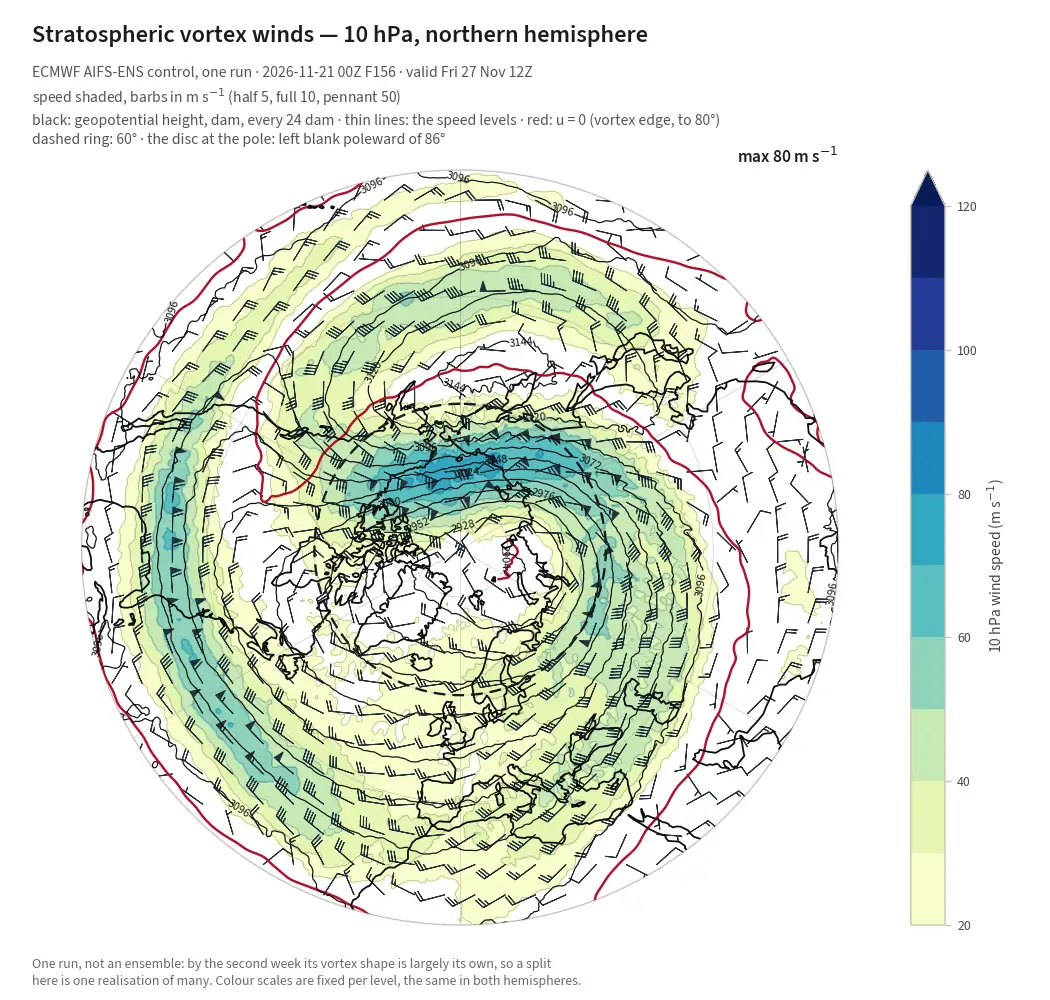 Stratospheric vortex winds — 10 hPa, northern hemisphere
ECMWF AIFS-ENS control, one run · 2026-11-21 00Z F156 · valid Fri 27 Nov 12Z
speed shaded, barbs in m s⁻¹ (half 5, full 10, pennant 50)
black: geopotential height, dam, every 24 dam · thin lines: the speed levels · red: u = 0 (vortex edge, to 80°)
dashed ring: 60° · the disc at the pole: left blank poleward of 86°
max 80 m s⁻¹
3096
3096
3096
3096
3144
3144
3072
2976
2952
2928
3096
3096
3096
120
100
80
60
40
20
10 hPa wind speed (m s⁻¹)
One run, not an ensemble: by the second week its vortex shape is largely its own, so a split
here is one realisation of many. Colour scales are fixed per level, the same in both hemispheres.